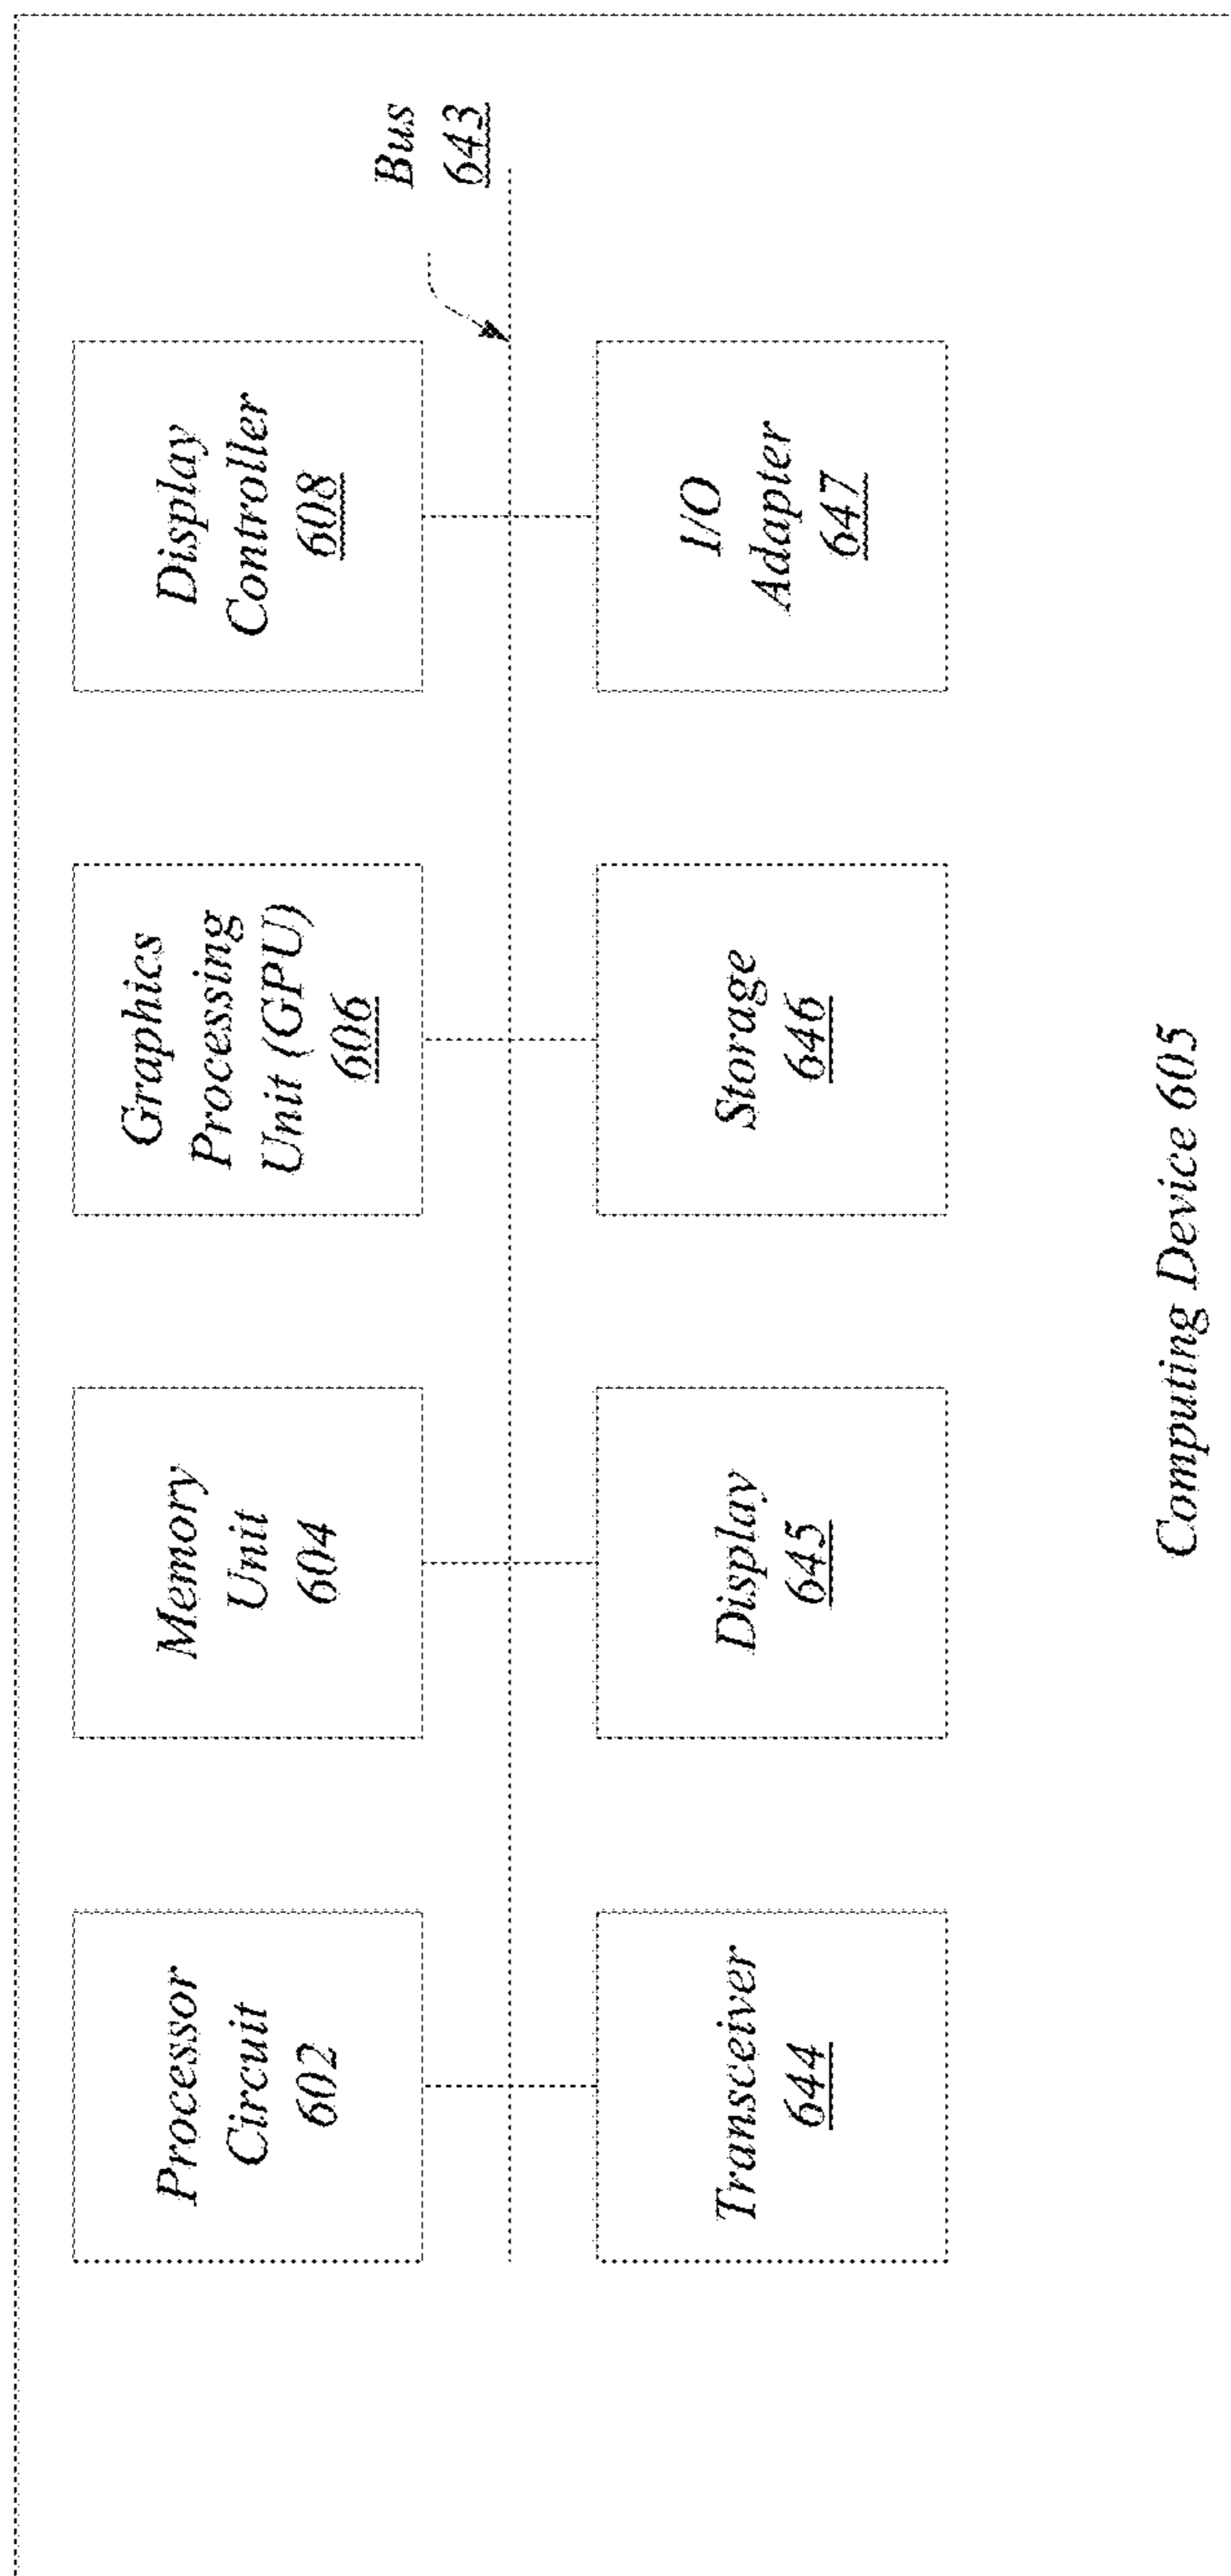 Processor
Circuit
602
Memory
Unit
604
Graphics
Processing
Unit (GPU)
606
Display
Controller
608
Bus
643
Transceiver
644
Display
645
Storage
646
I/O
Adapter
647
Computing Device 605